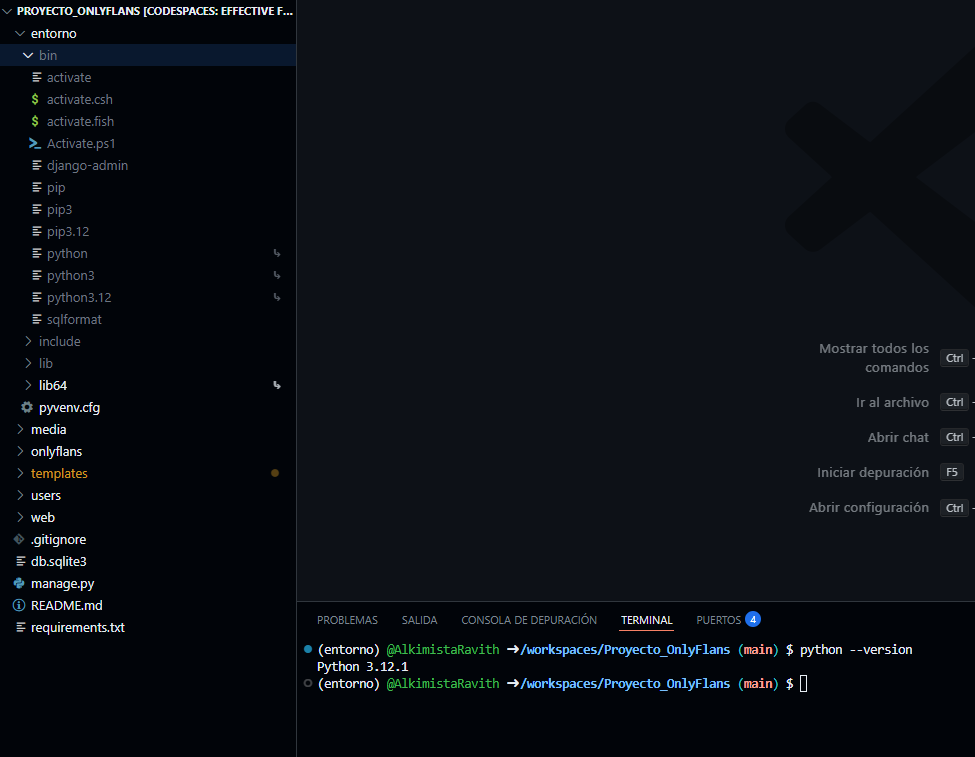 PROYECTO_ONLYFLANS [CODESPACES: EFFECTIVE F...
entorno
bin
activate
activate.csh
activate.fish
Activate.ps1
django-admin
pip
pip3
pip3.12
python
python3
python3.12
sqlformat
include
lib
lib64
pyvenv.cfg
media
onlyflans
templates
users
web
.gitignore
db.sqlite3
manage.py
README.md
requirements.txt
Mostrar todos los
comandos Ctrl
Ir al archivo Ctrl
Abrir chat Ctrl
Iniciar depuración F5
Abrir configuración Ctrl
PROBLEMAS SALIDA CONSOLA DE DEPURACIÓN TERMINAL PUERTOS 4
(entorno) @AlkimistaRavith ➜/workspaces/Proyecto_OnlyFlans (main) $ python --version
Python 3.12.1
(entorno) @AlkimistaRavith ➜/workspaces/Proyecto_OnlyFlans (main) $